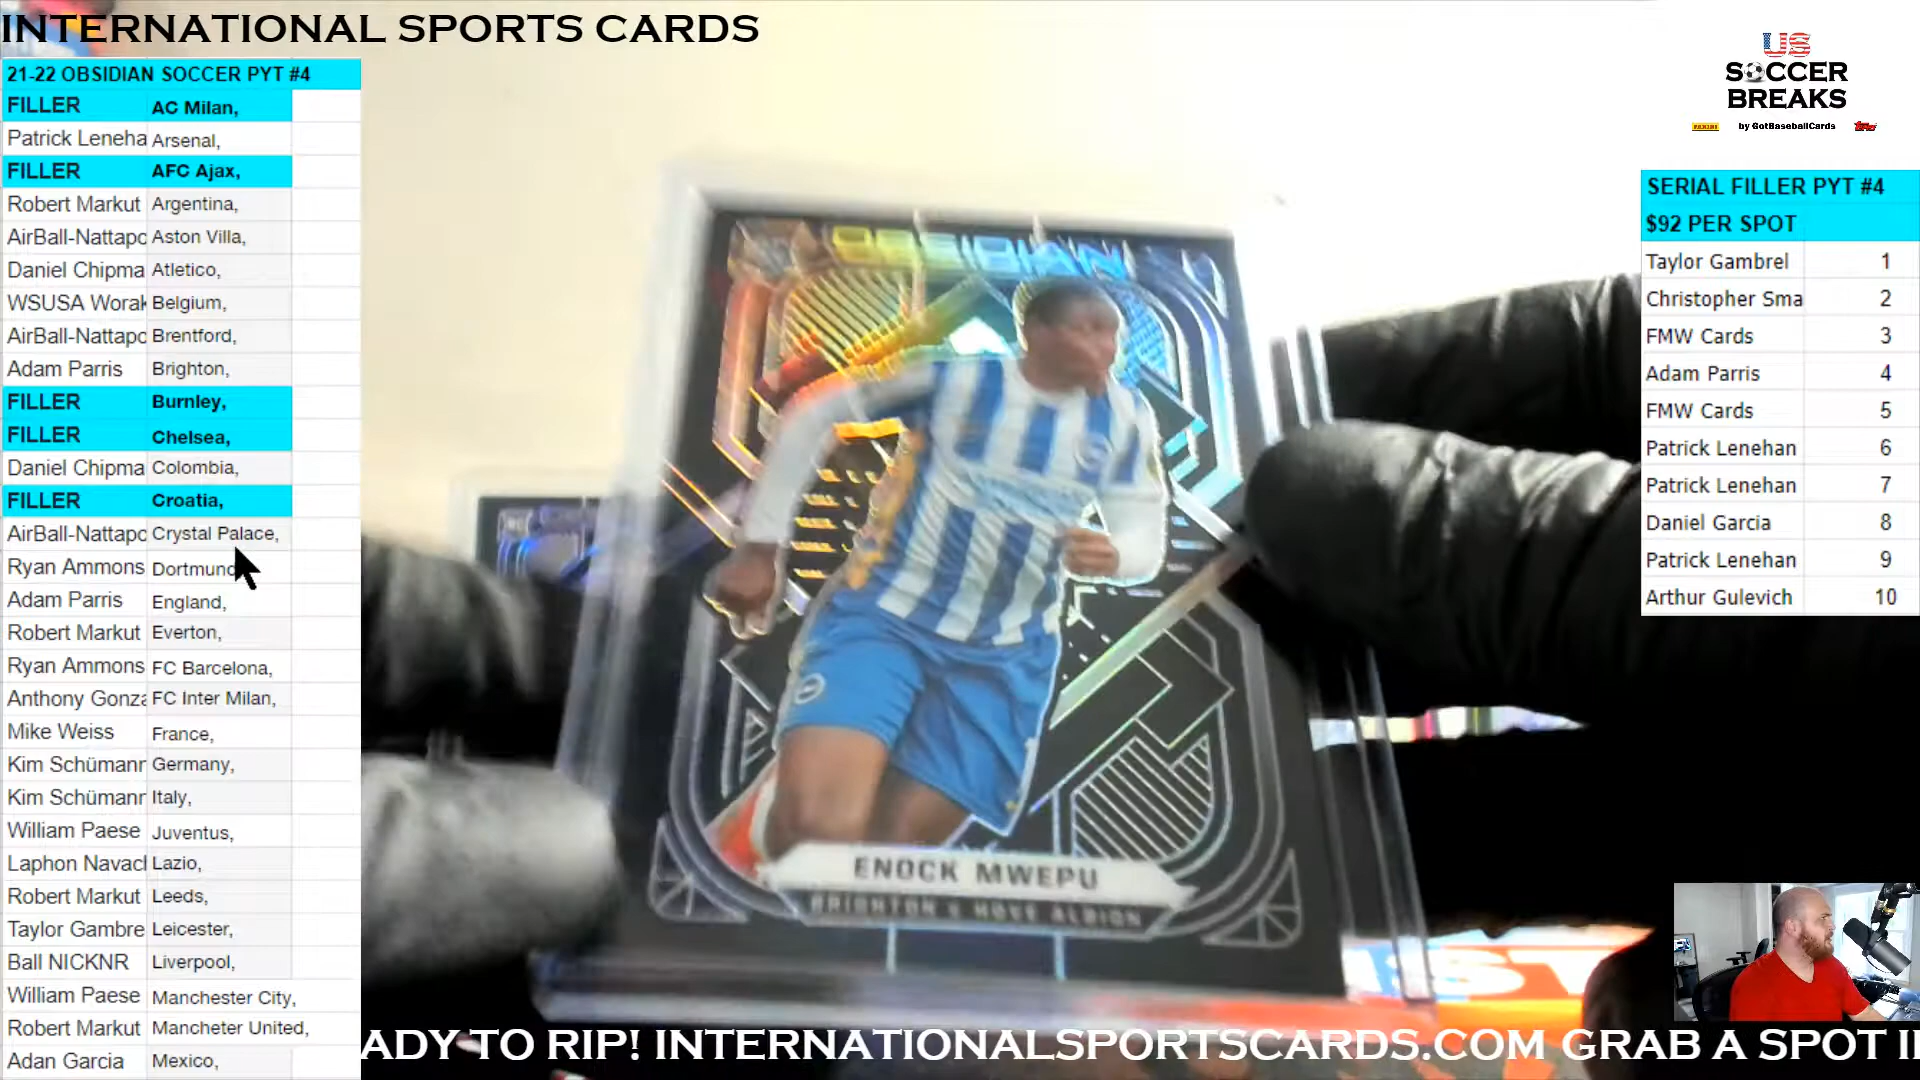 INTERNATIONAL SPORTS CARDS
21-22 OBSIDIAN SOCCER PYT #4
FILLER AC Milan,
Patrick Leneha Arsenal,
FILLER AFC Ajax,
Robert Markut Argentina,
AirBall-Nattapo Aston Villa,
Daniel Chipma Atletico,
WSUSA Worak Belgium,
AirBall-Nattapo Brentford,
Adam Parris Brighton,
FILLER Burnley,
FILLER Chelsea,
Daniel Chipma Colombia,
FILLER Croatia,
AirBall-Nattapo Crystal Palace,
Ryan Ammons Dortmund
Adam Parris England,
Robert Markut Everton,
Ryan Ammons FC Barcelona,
Anthony Gonza FC Inter Milan,
Mike Weiss France,
Kim Schümann Germany,
Kim Schümann Italy,
William Paese Juventus,
Laphon Navacl Lazio,
Robert Markut Leeds,
Taylor Gambre Leicester,
Ball NICKNR Liverpool,
William Paese Manchester City,
Robert Markut Mancheter United,
Adan Garcia Mexico,
OBSIDIAN
ENOCK MWEPU
BRIGHTON & HOVE ALBION
US
SOCCER
BREAKS
PANINI by GotBaseballCards Topps
SERIAL FILLER PYT #4
$92 PER SPOT
Taylor Gambrel 1
Christopher Sma 2
FMW Cards 3
Adam Parris 4
FMW Cards 5
Patrick Lenehan 6
Patrick Lenehan 7
Daniel Garcia 8
Patrick Lenehan 9
Arthur Gulevich 10
ADY TO RIP! INTERNATIONALSPORTSCARDS.COM GRAB A SPOT I